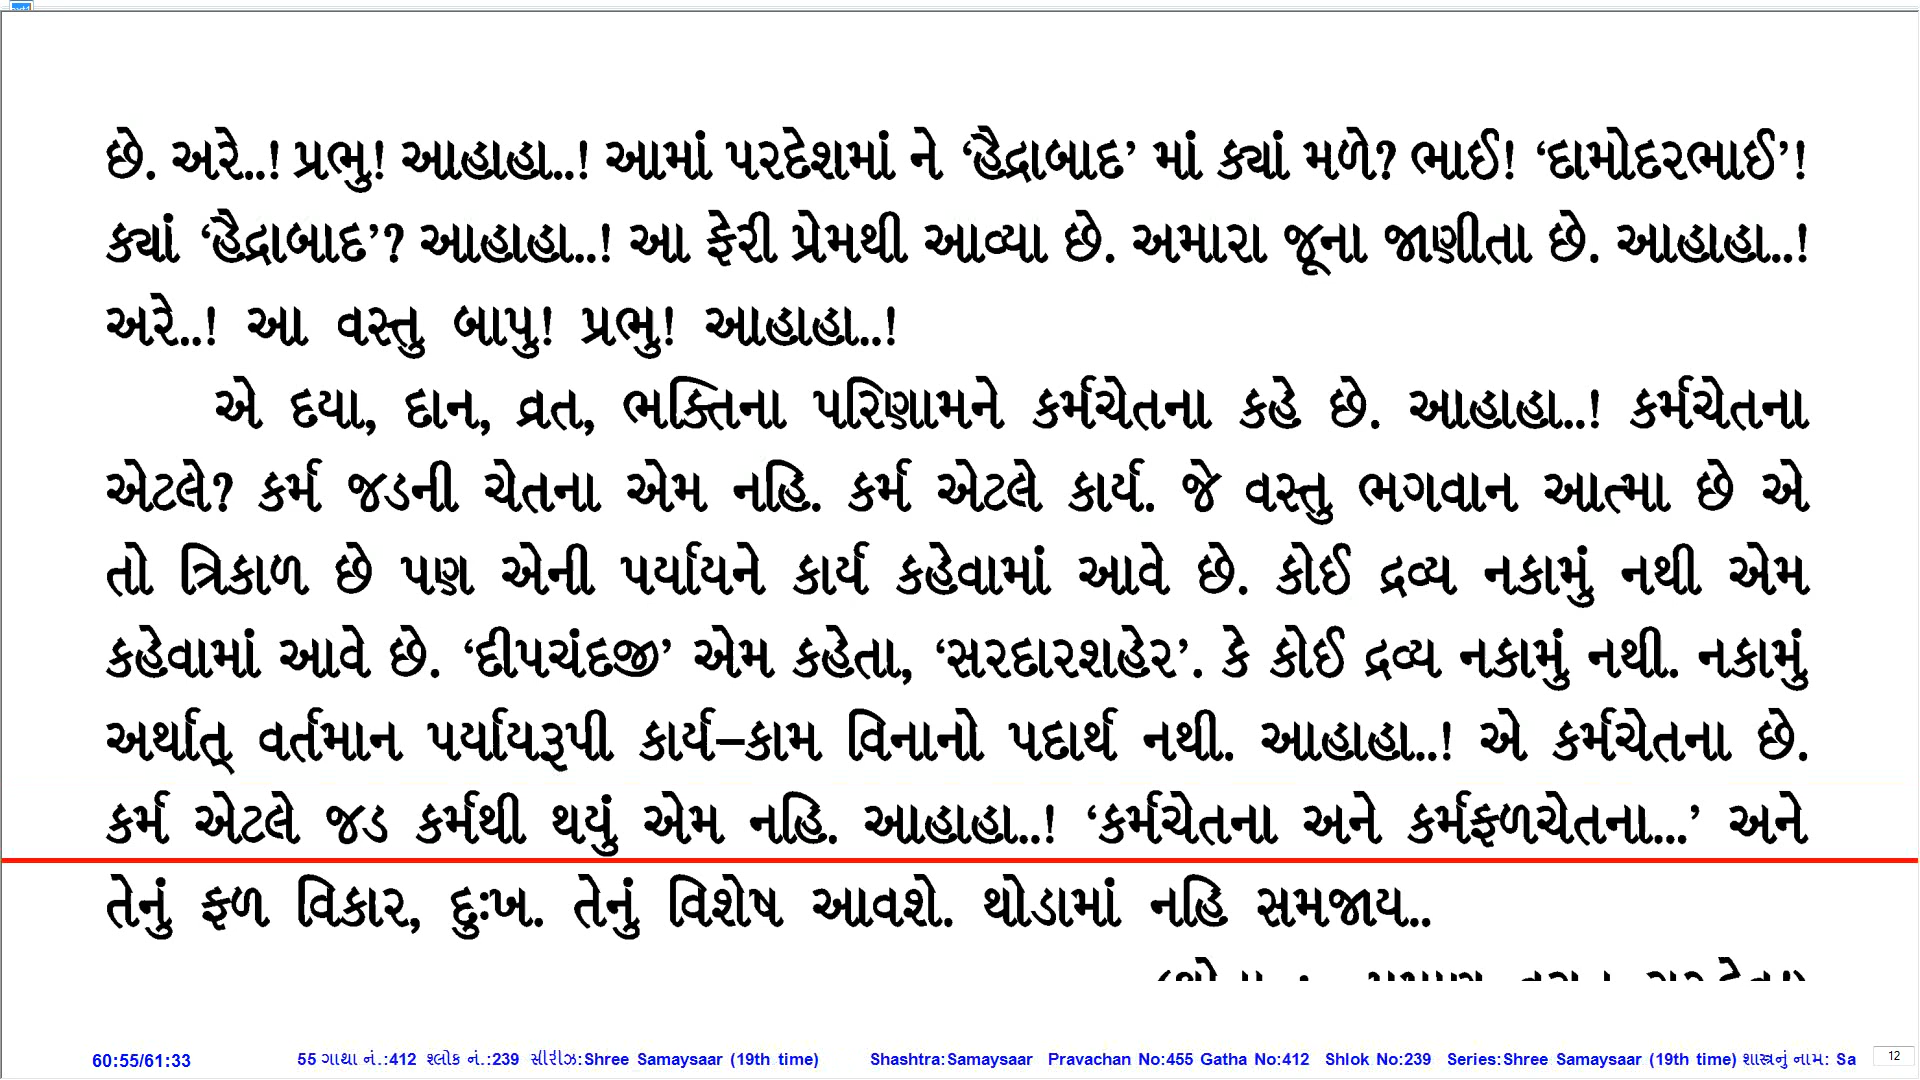 છે. અરે..! પ્રભુ! આહાહા..! આમાં પરદેશમાં ને ‘હૈદ્રાબાદ’ માં ક્યાં મળે? ભાઈ! ‘દામોદરભાઈ’!
ક્યાં ‘હૈદ્રાબાદ’? આહાહા..! આ ફેરી પ્રેમથી આવ્યા છે. અમારા જૂના જાણીતા છે. આહાહા..!
અરે..! આ વસ્તુ બાપુ! પ્રભુ! આહાહા..!
એ દયા, દાન, વ્રત, ભક્તિના પરિણામને કર્મચેતના કહે છે. આહાહા..! કર્મચેતના
એટલે? કર્મ જડની ચેતના એમ નહિ. કર્મ એટલે કાર્ય. જે વસ્તુ ભગવાન આત્મા છે એ
તો ત્રિકાળ છે પણ એની પર્યાયને કાર્ય કહેવામાં આવે છે. કોઈ દ્રવ્ય નકામું નથી એમ
કહેવામાં આવે છે. ‘દીપચંદજી’ એમ કહેતા, ‘સરદારશહેર’. કે કોઈ દ્રવ્ય નકામું નથી. નકામું
અર્થાત્ વર્તમાન પર્યાયરૂપી કાર્ય–કામ વિનાનો પદાર્થ નથી. આહાહા..! એ કર્મચેતના છે.
કર્મ એટલે જડ કર્મથી થયું એમ નહિ. આહાહા..! ‘કર્મચેતના અને કર્મફળચેતના...’ અને
તેનું ફળ વિકાર, દુઃખ. તેનું વિશેષ આવશે. થોડામાં નહિ સમજાય..
60:55/61:33 55 ગાથા નં.:412 શ્લોક નં.:239 સીરીઝ:Shree Samaysaar (19th time) Shashtra:Samaysaar Pravachan No:455 Gatha No:412 Shlok No:239 Series:Shree Samaysaar (19th time) શાસ્ત્રનું નામ: Sa 12